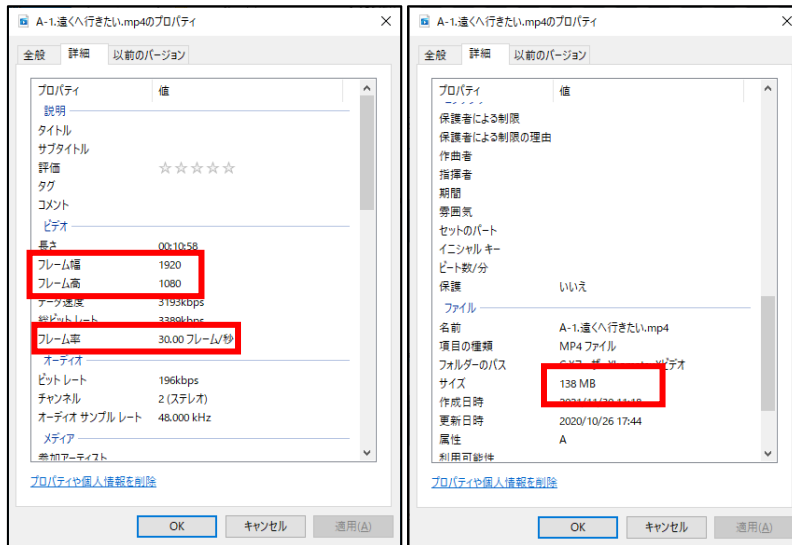 A-1.遠くへ行きたい.mp4のプロパティ
全般 詳細 以前のバージョン
プロパティ 値
説明
タイトル
サブタイトル
評価 ☆☆☆☆☆
タグ
コメント
ビデオ
長さ 00:10:58
フレーム幅 1920
フレーム高 1080
データ速度 3193kbps
総ビット レート 3389kbps
フレーム率 30.00 フレーム/秒
オーディオ
ビット レート 196kbps
チャンネル 2 (ステレオ)
オーディオ サンプル レート 48.000 kHz
メディア
参加アーティスト
プロパティや個人情報を削除
OK キャンセル 適用(A)
A-1.遠くへ行きたい.mp4のプロパティ
全般 詳細 以前のバージョン
プロパティ 値
保護者による制限
保護者による制限の理由
作曲者
指揮者
期間
雰囲気
セットのパート
イニシャル キー
ビート数/分
保護 いいえ
ファイル
名前 A-1.遠くへ行きたい.mp4
項目の種類 MP4 ファイル
フォルダーのパス
サイズ 138 MB
作成日時
更新日時 2020/10/26 17:44
属性 A
利用可能性
プロパティや個人情報を削除
OK キャンセル 適用(A)